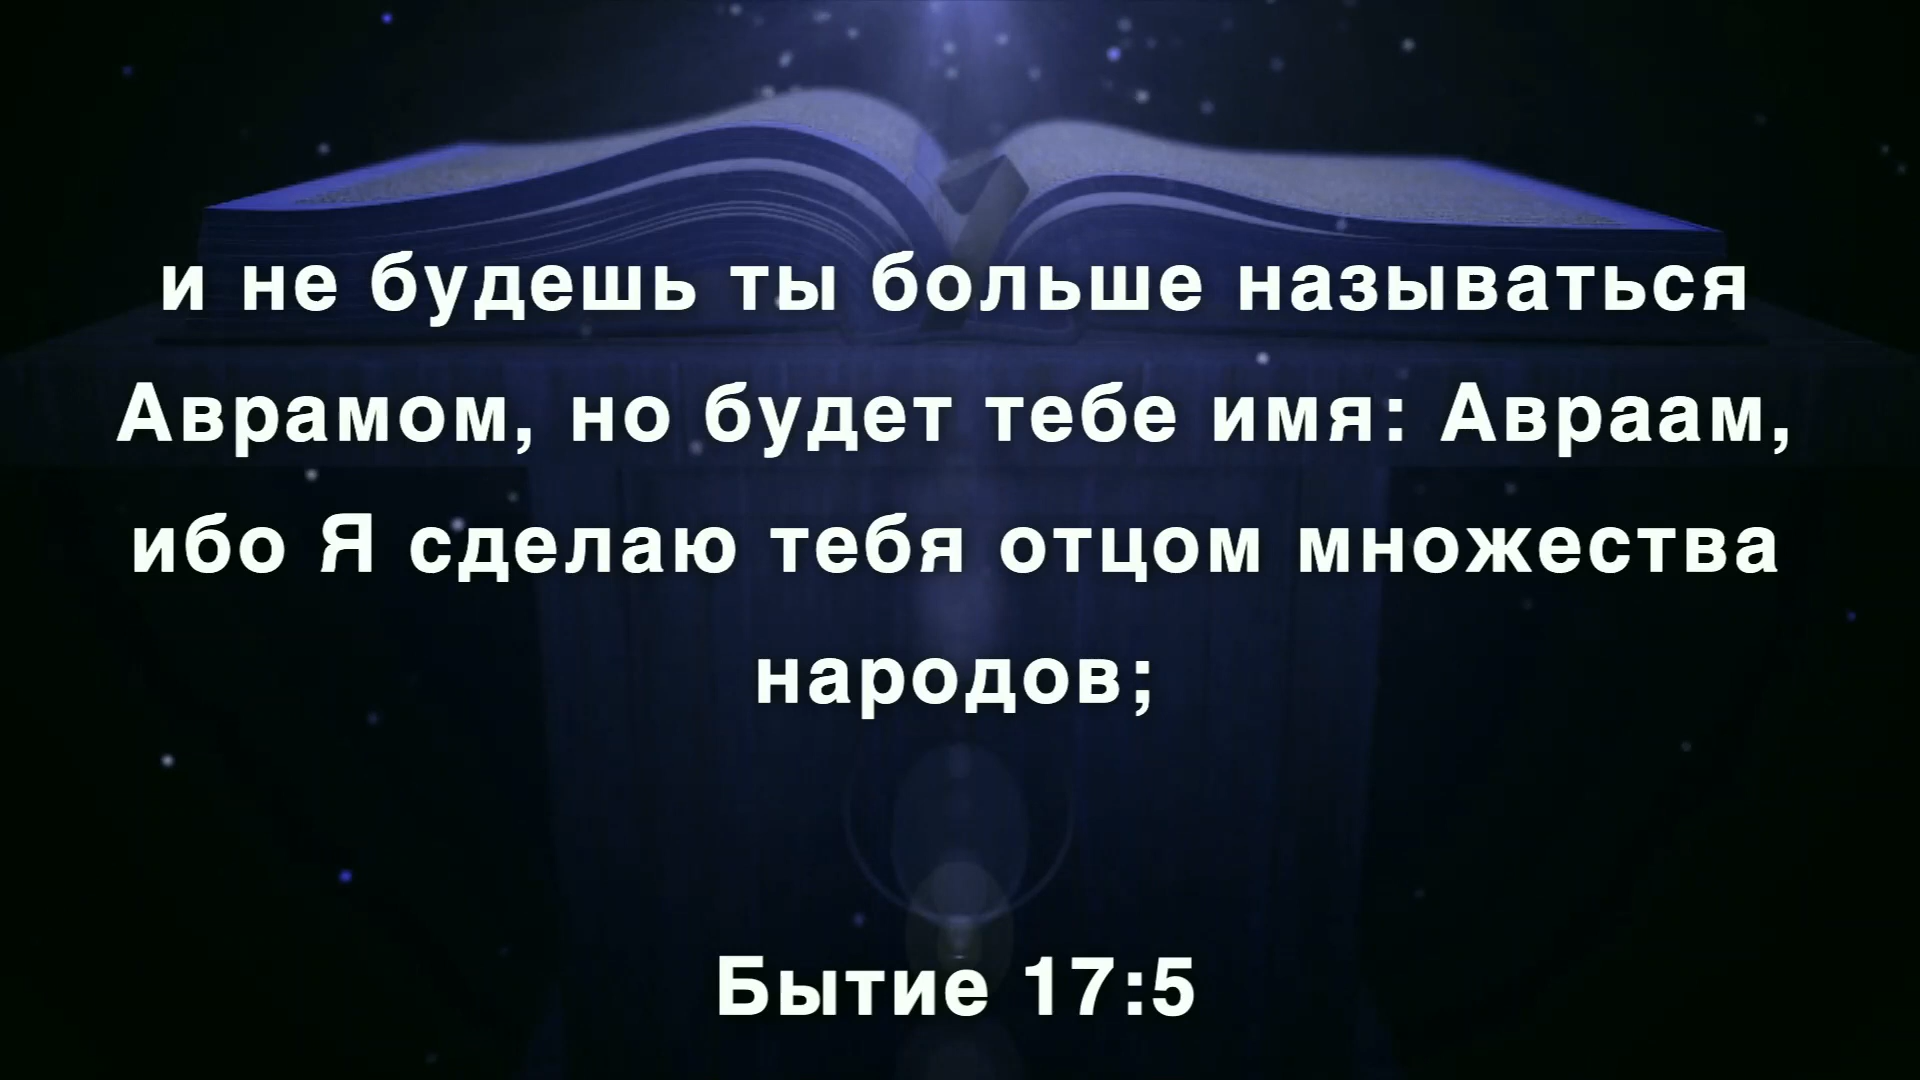 и не будешь ты больше называться
Аврамом, но будет тебе имя: Авраам,
ибо Я сделаю тебя отцом множества
народов;
Бытие 17:5